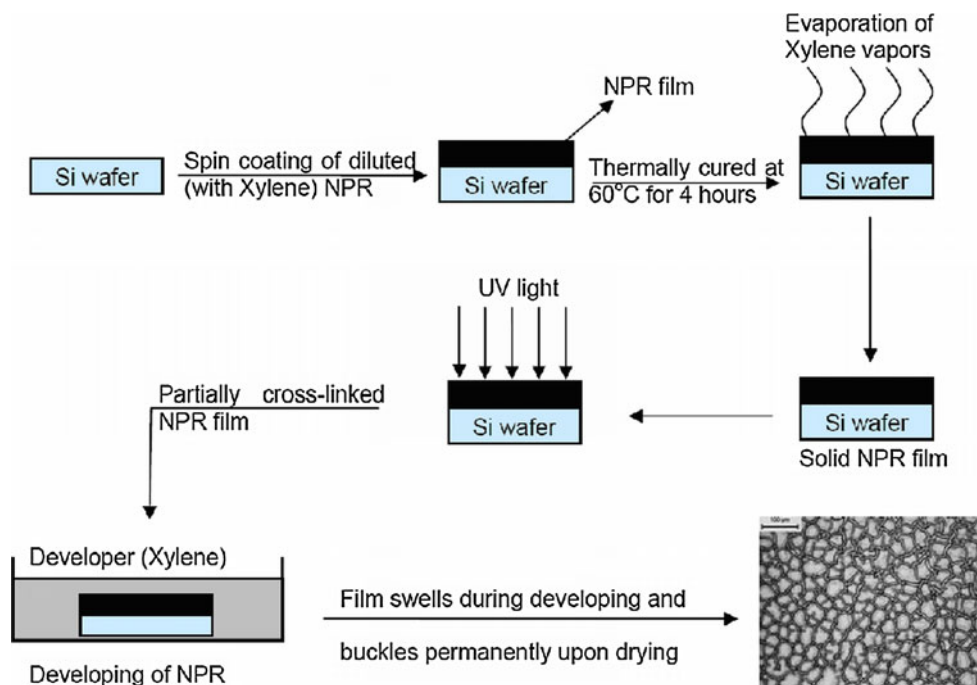 Si wafer
Spin coating of diluted
(with Xylene) NPR
NPR film
Si wafer
Thermally cured at
60°C for 4 hours
Evaporation of
Xylene vapors
Si wafer
Si wafer
Solid NPR film
UV light
Si wafer
Partially cross-linked
NPR film
Developer (Xylene)
Developing of NPR
Film swells during developing and
buckles permanently upon drying
100 µm